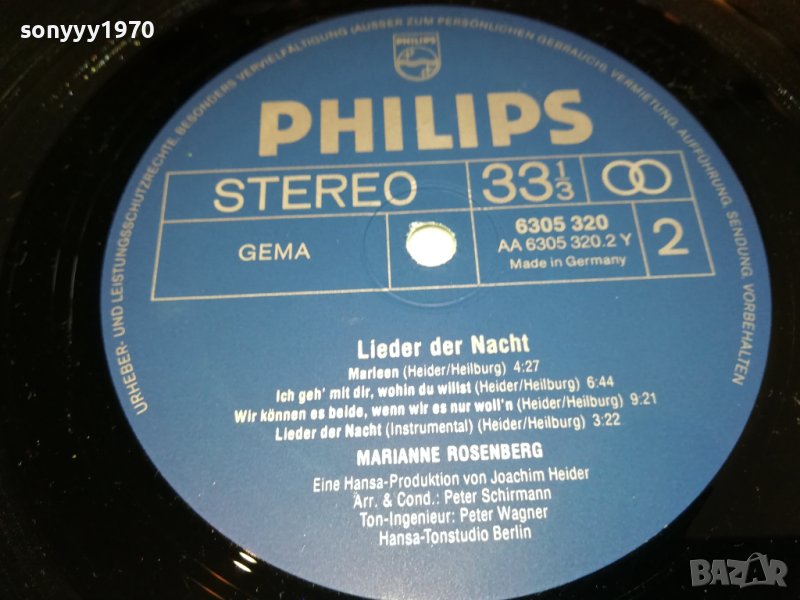 sonyyy1970
URHEBER- UND LEISTUNGSSCHUTZRECHTE, BESONDERS VERVIELFÄLTIGUNG (AUSSER ZUM PERSÖNLICHEN GEBRAUCH), VERMIETUNG, AUFFÜHRUNG, SENDUNG, VORBEHALTEN
PHILIPS
PHILIPS
STEREO 33⅓
GEMA
6305 320
AA 6305 320.2 Y
Made in Germany
2
Lieder der Nacht
Marleen (Heider/Heilburg) 4:27
Ich geh' mit dir, wohin du willst (Heider/Heilburg) 6:44
Wir können es beide, wenn wir es nur woll'n (Heider/Heilburg) 9:21
Lieder der Nacht (Instrumental) (Heider/Heilburg) 3:22
MARIANNE ROSENBERG
Eine Hansa-Produktion von Joachim Heider
Arr. & Cond.: Peter Schirmann
Ton-Ingenieur: Peter Wagner
Hansa-Tonstudio Berlin
BAZAR